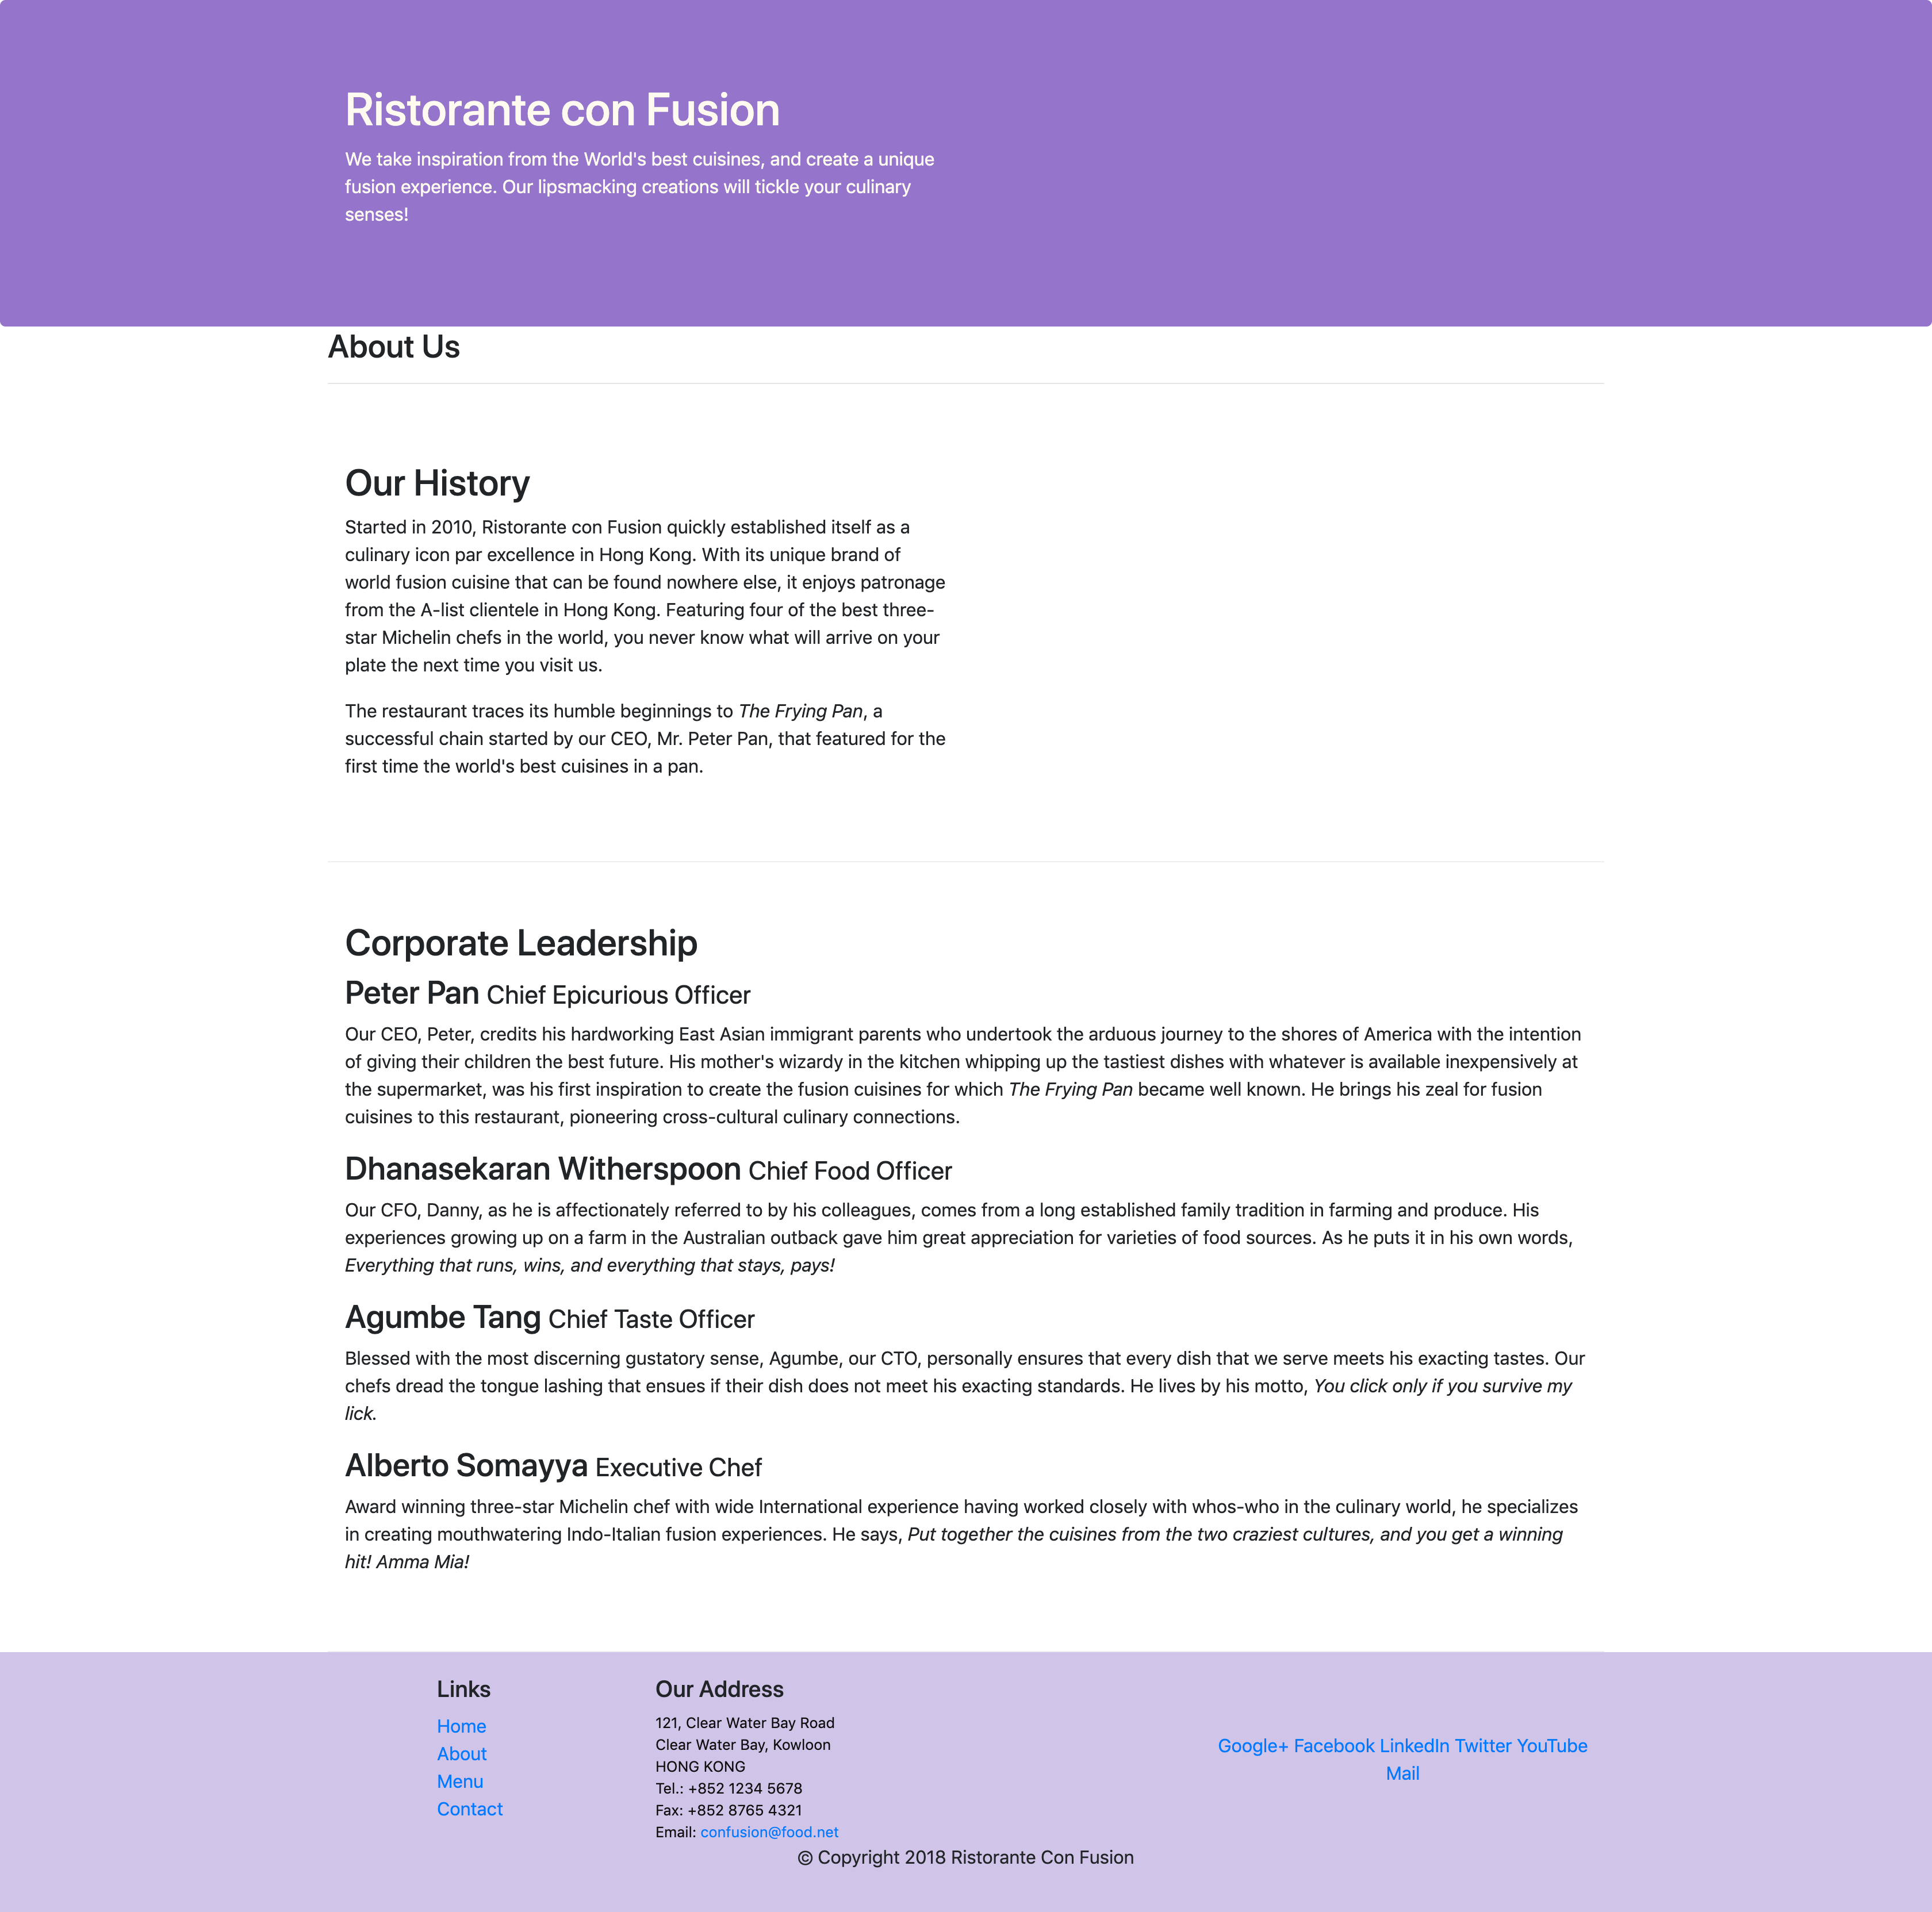 Ristorante con Fusion
We take inspiration from the World's best cuisines, and create a unique
fusion experience. Our lipsmacking creations will tickle your culinary
senses!
About Us
Our History
Started in 2010, Ristorante con Fusion quickly established itself as a
culinary icon par excellence in Hong Kong. With its unique brand of
world fusion cuisine that can be found nowhere else, it enjoys patronage
from the A-list clientele in Hong Kong. Featuring four of the best three-
star Michelin chefs in the world, you never know what will arrive on your
plate the next time you visit us.
The restaurant traces its humble beginnings to The Frying Pan, a
successful chain started by our CEO, Mr. Peter Pan, that featured for the
first time the world's best cuisines in a pan.
Corporate Leadership
Peter Pan Chief Epicurious Officer
Our CEO, Peter, credits his hardworking East Asian immigrant parents who undertook the arduous journey to the shores of America with the intention
of giving their children the best future. His mother's wizardy in the kitchen whipping up the tastiest dishes with whatever is available inexpensively at
the supermarket, was his first inspiration to create the fusion cuisines for which The Frying Pan became well known. He brings his zeal for fusion
cuisines to this restaurant, pioneering cross-cultural culinary connections.
Dhanasekaran Witherspoon Chief Food Officer
Our CFO, Danny, as he is affectionately referred to by his colleagues, comes from a long established family tradition in farming and produce. His
experiences growing up on a farm in the Australian outback gave him great appreciation for varieties of food sources. As he puts it in his own words,
Everything that runs, wins, and everything that stays, pays!
Agumbe Tang Chief Taste Officer
Blessed with the most discerning gustatory sense, Agumbe, our CTO, personally ensures that every dish that we serve meets his exacting tastes. Our
chefs dread the tongue lashing that ensues if their dish does not meet his exacting standards. He lives by his motto, You click only if you survive my
lick.
Alberto Somayya Executive Chef
Award winning three-star Michelin chef with wide International experience having worked closely with whos-who in the culinary world, he specializes
in creating mouthwatering Indo-Italian fusion experiences. He says, Put together the cuisines from the two craziest cultures, and you get a winning
hit! Amma Mia!
Links
Home
About
Menu
Contact
Our Address
121, Clear Water Bay Road
Clear Water Bay, Kowloon
HONG KONG
Tel.: +852 1234 5678
Fax: +852 8765 4321
Email: confusion@food.net
Google+ Facebook LinkedIn Twitter YouTube
Mail
© Copyright 2018 Ristorante Con Fusion